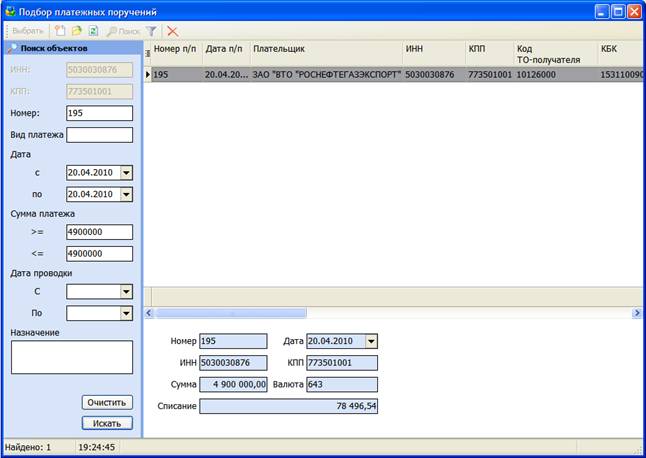 Подбор платежных поручений
Выбрать Поиск
Поиск объектов
ИНН: 5030030876
КПП: 773501001
Номер: 195
Вид платежа
Дата
с 20.04.2010
по 20.04.2010
Сумма платежа
>= 4900000
<= 4900000
Дата проводки
С
По
Назначение
Очистить
Искать
Номер п/п Дата п/п Плательщик ИНН КПП Код ТО-получателя КБК
195 20.04.20... ЗАО "ВТО "РОСНЕФТЕГАЗЭКСПОРТ" 5030030876 773501001 10126000 153110090
Номер 195 Дата 20.04.2010
ИНН 5030030876 КПП 773501001
Сумма 4 900 000,00 Валюта 643
Списание 78 496,54
Найдено: 1 19:24:45